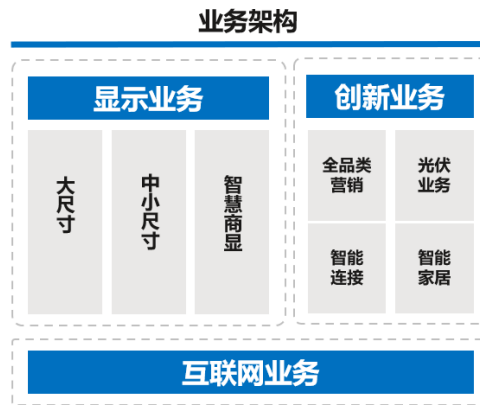 业务架构
显示业务
大尺寸
中小尺寸
智慧商显
创新业务
全品类
营销
光伏
业务
智能
连接
智能
家居
互联网业务